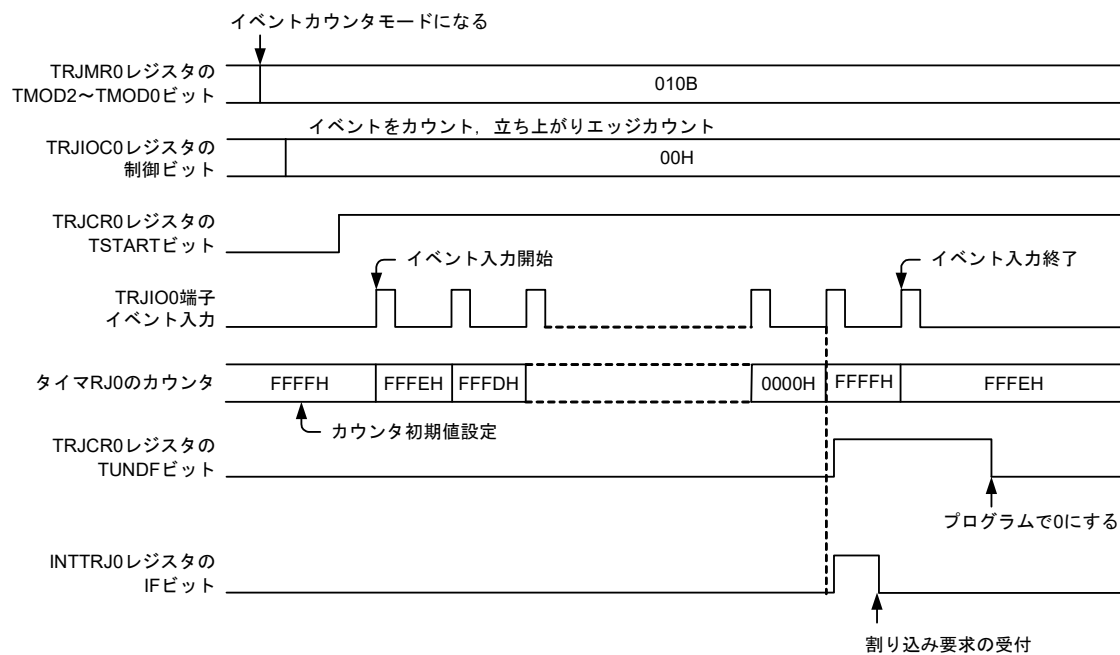 イベントカウンタモードになる
TRJMR0レジスタの
TMOD2～TMOD0ビット
010B
イベントをカウント，立ち上がりエッジカウント
TRJIOC0レジスタの
制御ビット
00H
TRJCR0レジスタの
TSTARTビット
イベント入力開始
イベント入力終了
TRJIO0端子
イベント入力
タイマRJ0のカウンタ
FFFFH
FFFEH
FFFDH
0000H
FFFFH
FFFEH
カウンタ初期値設定
TRJCR0レジスタの
TUNDFビット
プログラムで0にする
INTTRJ0レジスタの
IFビット
割り込み要求の受付